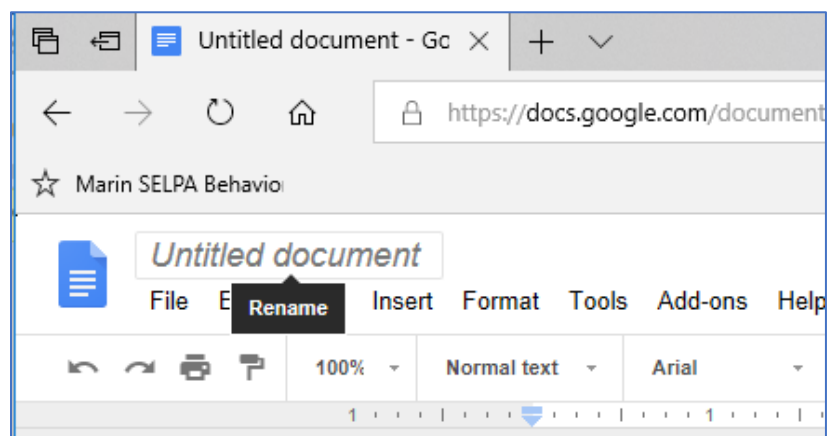 Untitled document - Gc
https://docs.google.com/document
Marin SELPA Behavio
Untitled document
File E Rename Insert Format Tools Add-ons Help
100% Normal text Arial
1 1